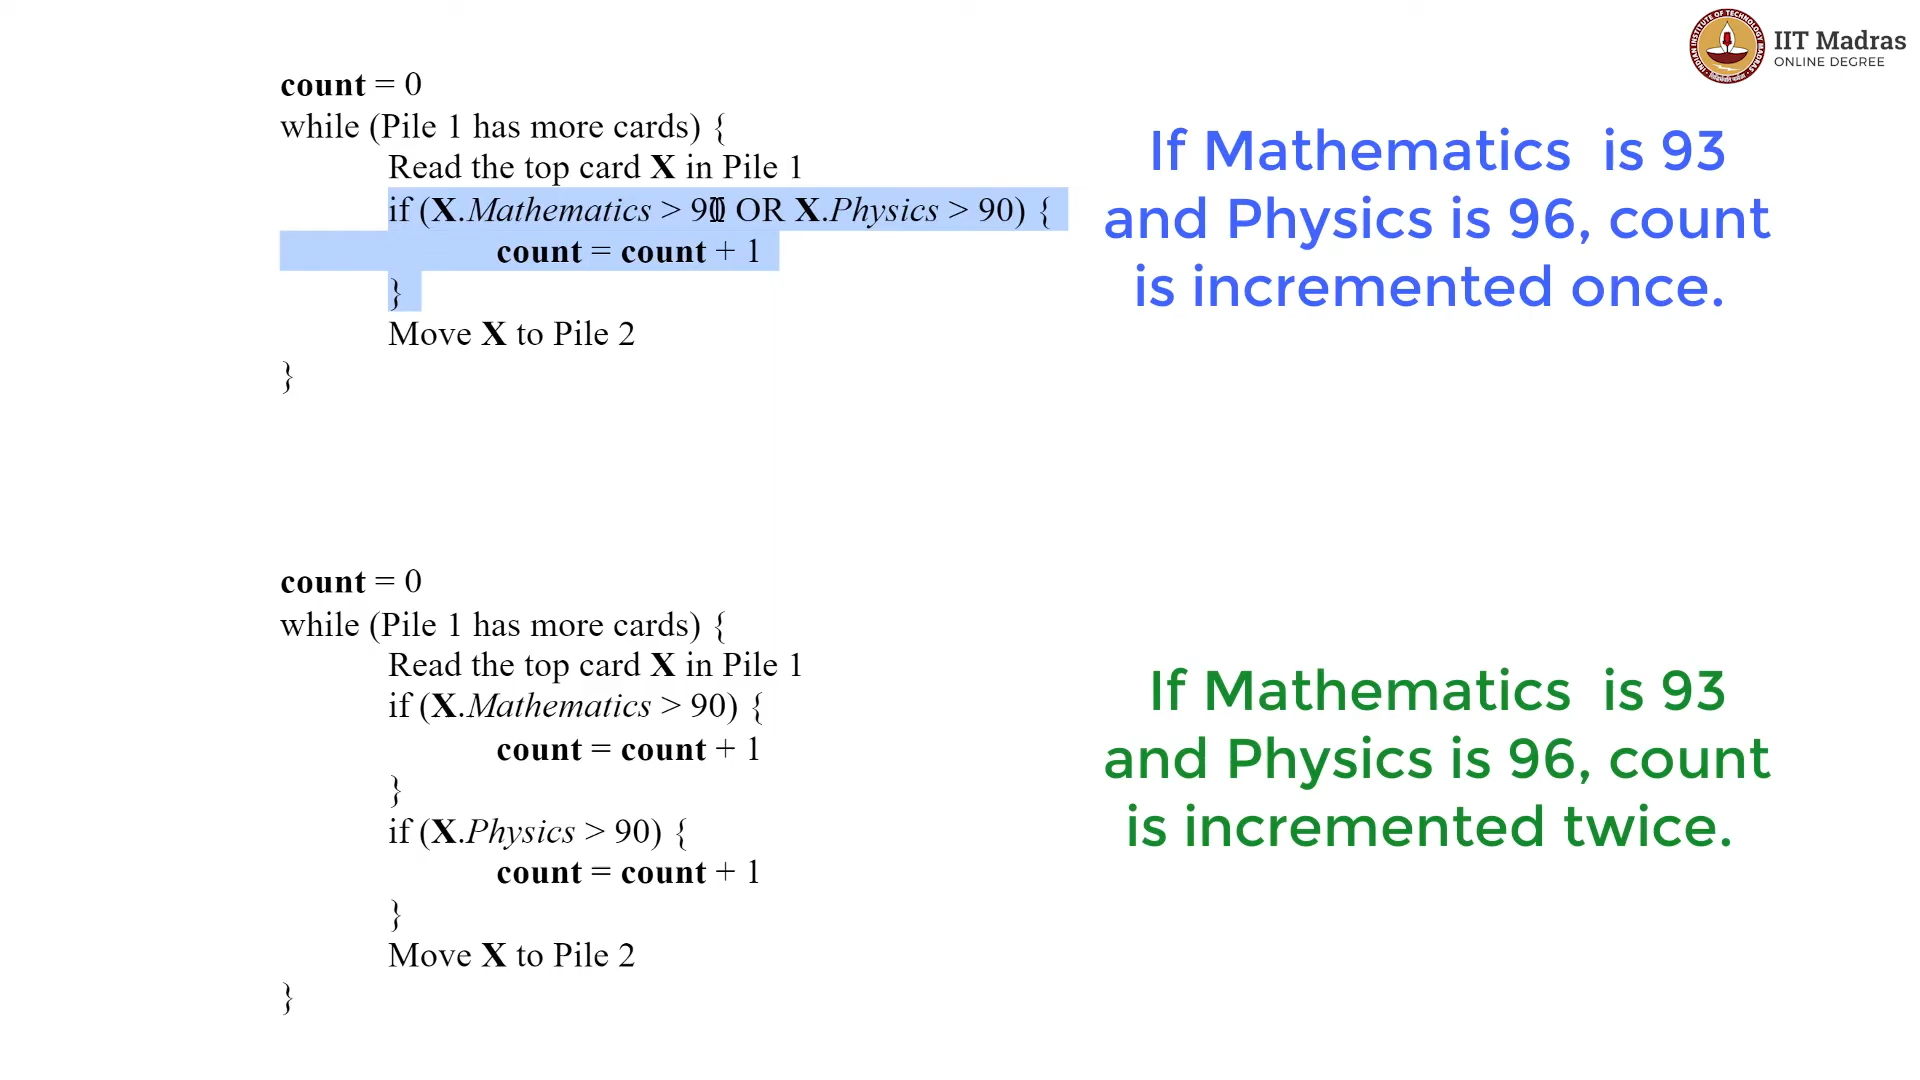 IIT Madras
ONLINE DEGREE
count = 0
while (Pile 1 has more cards) {
Read the top card X in Pile 1
if (X.Mathematics > 90 OR X.Physics > 90) {
count = count + 1
}
Move X to Pile 2
}
If Mathematics is 93
and Physics is 96, count
is incremented once.
count = 0
while (Pile 1 has more cards) {
Read the top card X in Pile 1
if (X.Mathematics > 90) {
count = count + 1
}
if (X.Physics > 90) {
count = count + 1
}
Move X to Pile 2
}
If Mathematics is 93
and Physics is 96, count
is incremented twice.